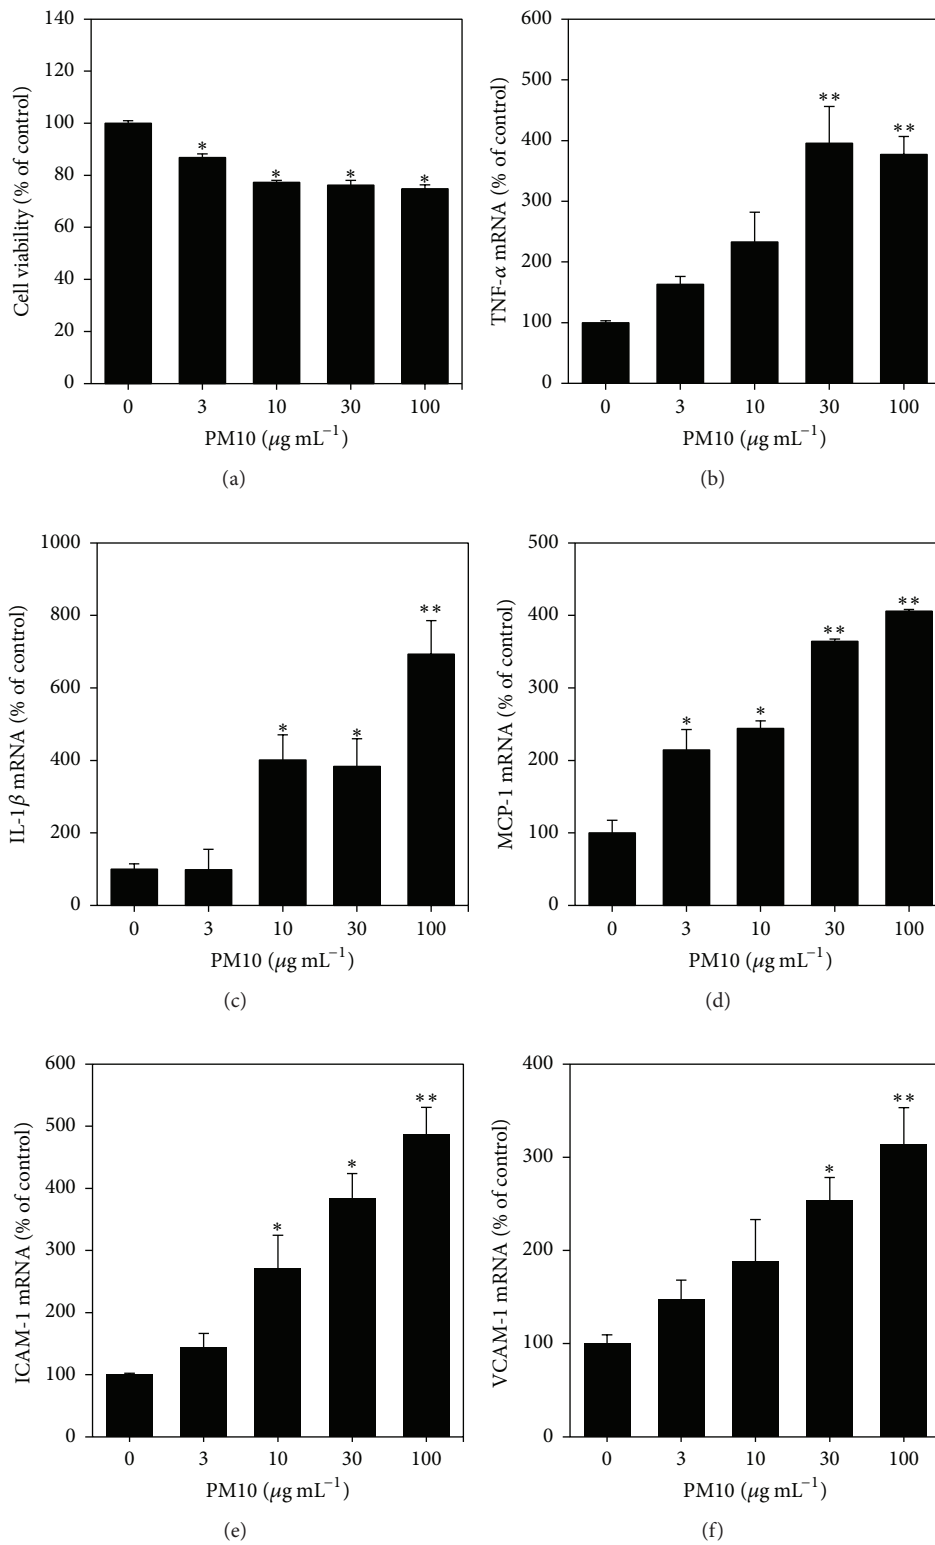 Cell viability (% of control)
140
120
100
80
60
40
20
0
*
*
*
*
0 3 10 30 100
PM10 (μg mL⁻¹)
(a)
TNF-α mRNA (% of control)
600
500
400
300
200
100
0
**
**
0 3 10 30 100
PM10 (μg mL⁻¹)
(b)
IL-1β mRNA (% of control)
1000
800
600
400
200
0
*
*
**
0 3 10 30 100
PM10 (μg mL⁻¹)
(c)
MCP-1 mRNA (% of control)
500
400
300
200
100
0
*
*
**
**
0 3 10 30 100
PM10 (μg mL⁻¹)
(d)
ICAM-1 mRNA (% of control)
600
500
400
300
200
100
0
*
*
**
0 3 10 30 100
PM10 (μg mL⁻¹)
(e)
VCAM-1 mRNA (% of control)
400
300
200
100
0
*
**
0 3 10 30 100
PM10 (μg mL⁻¹)
(f)